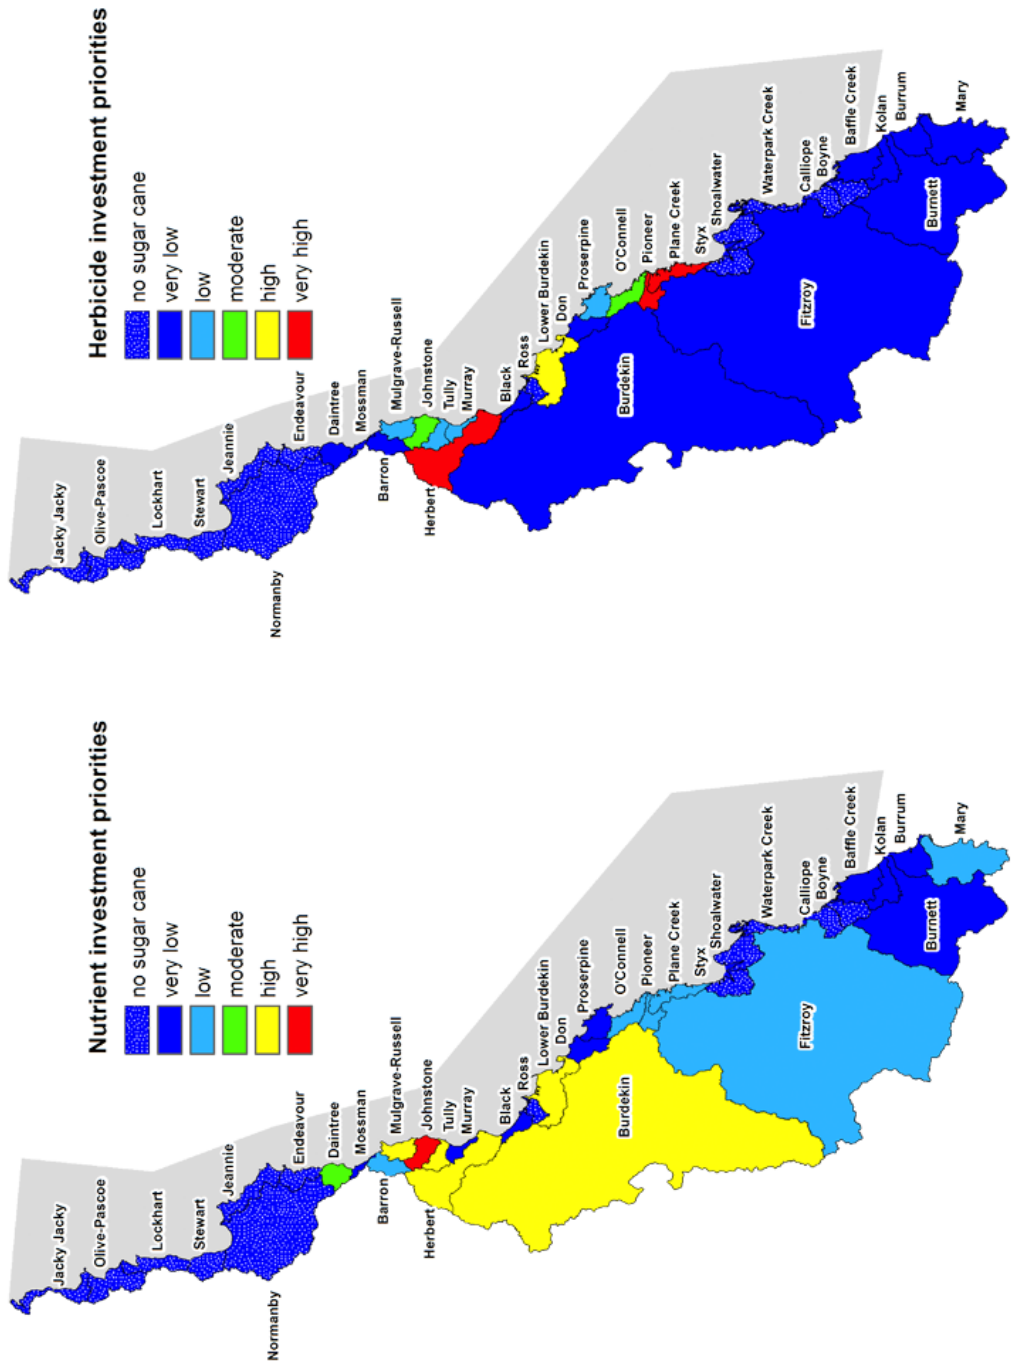 Nutrient investment priorities
no sugar cane
very low
low
moderate
high
very high
Jacky Jacky
Olive-Pascoe
Lockhart
Stewart
Jeannie
Normanby
Endeavour
Daintree
Mossman
Barron
Mulgrave-Russell
Johnstone
Tully
Murray
Herbert
Black
Ross
Lower Burdekin
Don
Burdekin
Proserpine
O'Connell
Pioneer
Plane Creek
Styx
Shoalwater
Waterpark Creek
Fitzroy
Calliope
Boyne
Baffle Creek
Kolan
Burrum
Burnett
Mary
Herbicide investment priorities
no sugar cane
very low
low
moderate
high
very high
Jacky Jacky
Olive-Pascoe
Lockhart
Stewart
Jeannie
Normanby
Endeavour
Daintree
Mossman
Barron
Mulgrave-Russell
Johnstone
Tully
Murray
Herbert
Black
Ross
Lower Burdekin
Don
Burdekin
Proserpine
O'Connell
Pioneer
Plane Creek
Styx
Shoalwater
Waterpark Creek
Fitzroy
Calliope
Boyne
Baffle Creek
Kolan
Burrum
Burnett
Mary